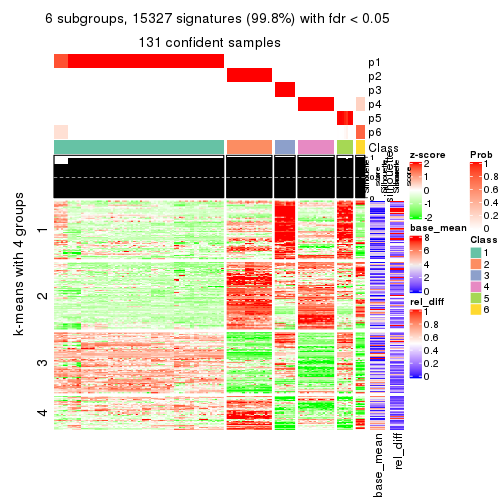 6 subgroups, 15327 signatures (99.8%) with fdr < 0.05
131 confident samples
p1
p2
p3
p4
p5
p6
Class
silhouette
1
0
k-means with 4 groups
1
2
3
4
base_mean
rel_diff
z-score
2
1
0
-1
-2
base_mean
8
6
4
2
0
rel_diff
1
0.8
0.6
0.4
0.2
0
Prob
1
0.8
0.6
0.4
0.2
0
Class
1
2
3
4
5
6